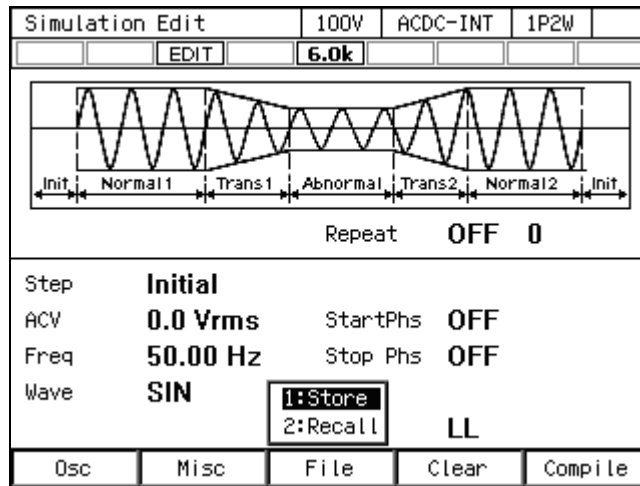 Simulation Edit 100V ACDC-INT 1P2W
EDIT 6.0k
Init Normal1 Trans1 Abnormal Trans2 Normal2 Init
Repeat OFF 0
Step Initial
ACV 0.0 Vrms StartPhs OFF
Freq 50.00 Hz Stop Phs OFF
Wave SIN
1:Store
2:Recall LL
Osc Misc File Clear Compile